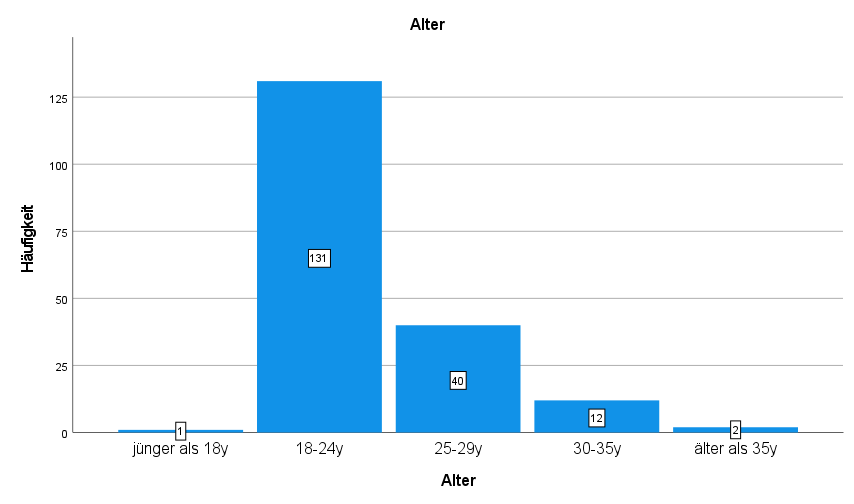 Alter
Häufigkeit
125
100
75
50
25
0
1
131
40
12
2
jünger als 18y
18-24y
25-29y
30-35y
älter als 35y
Alter